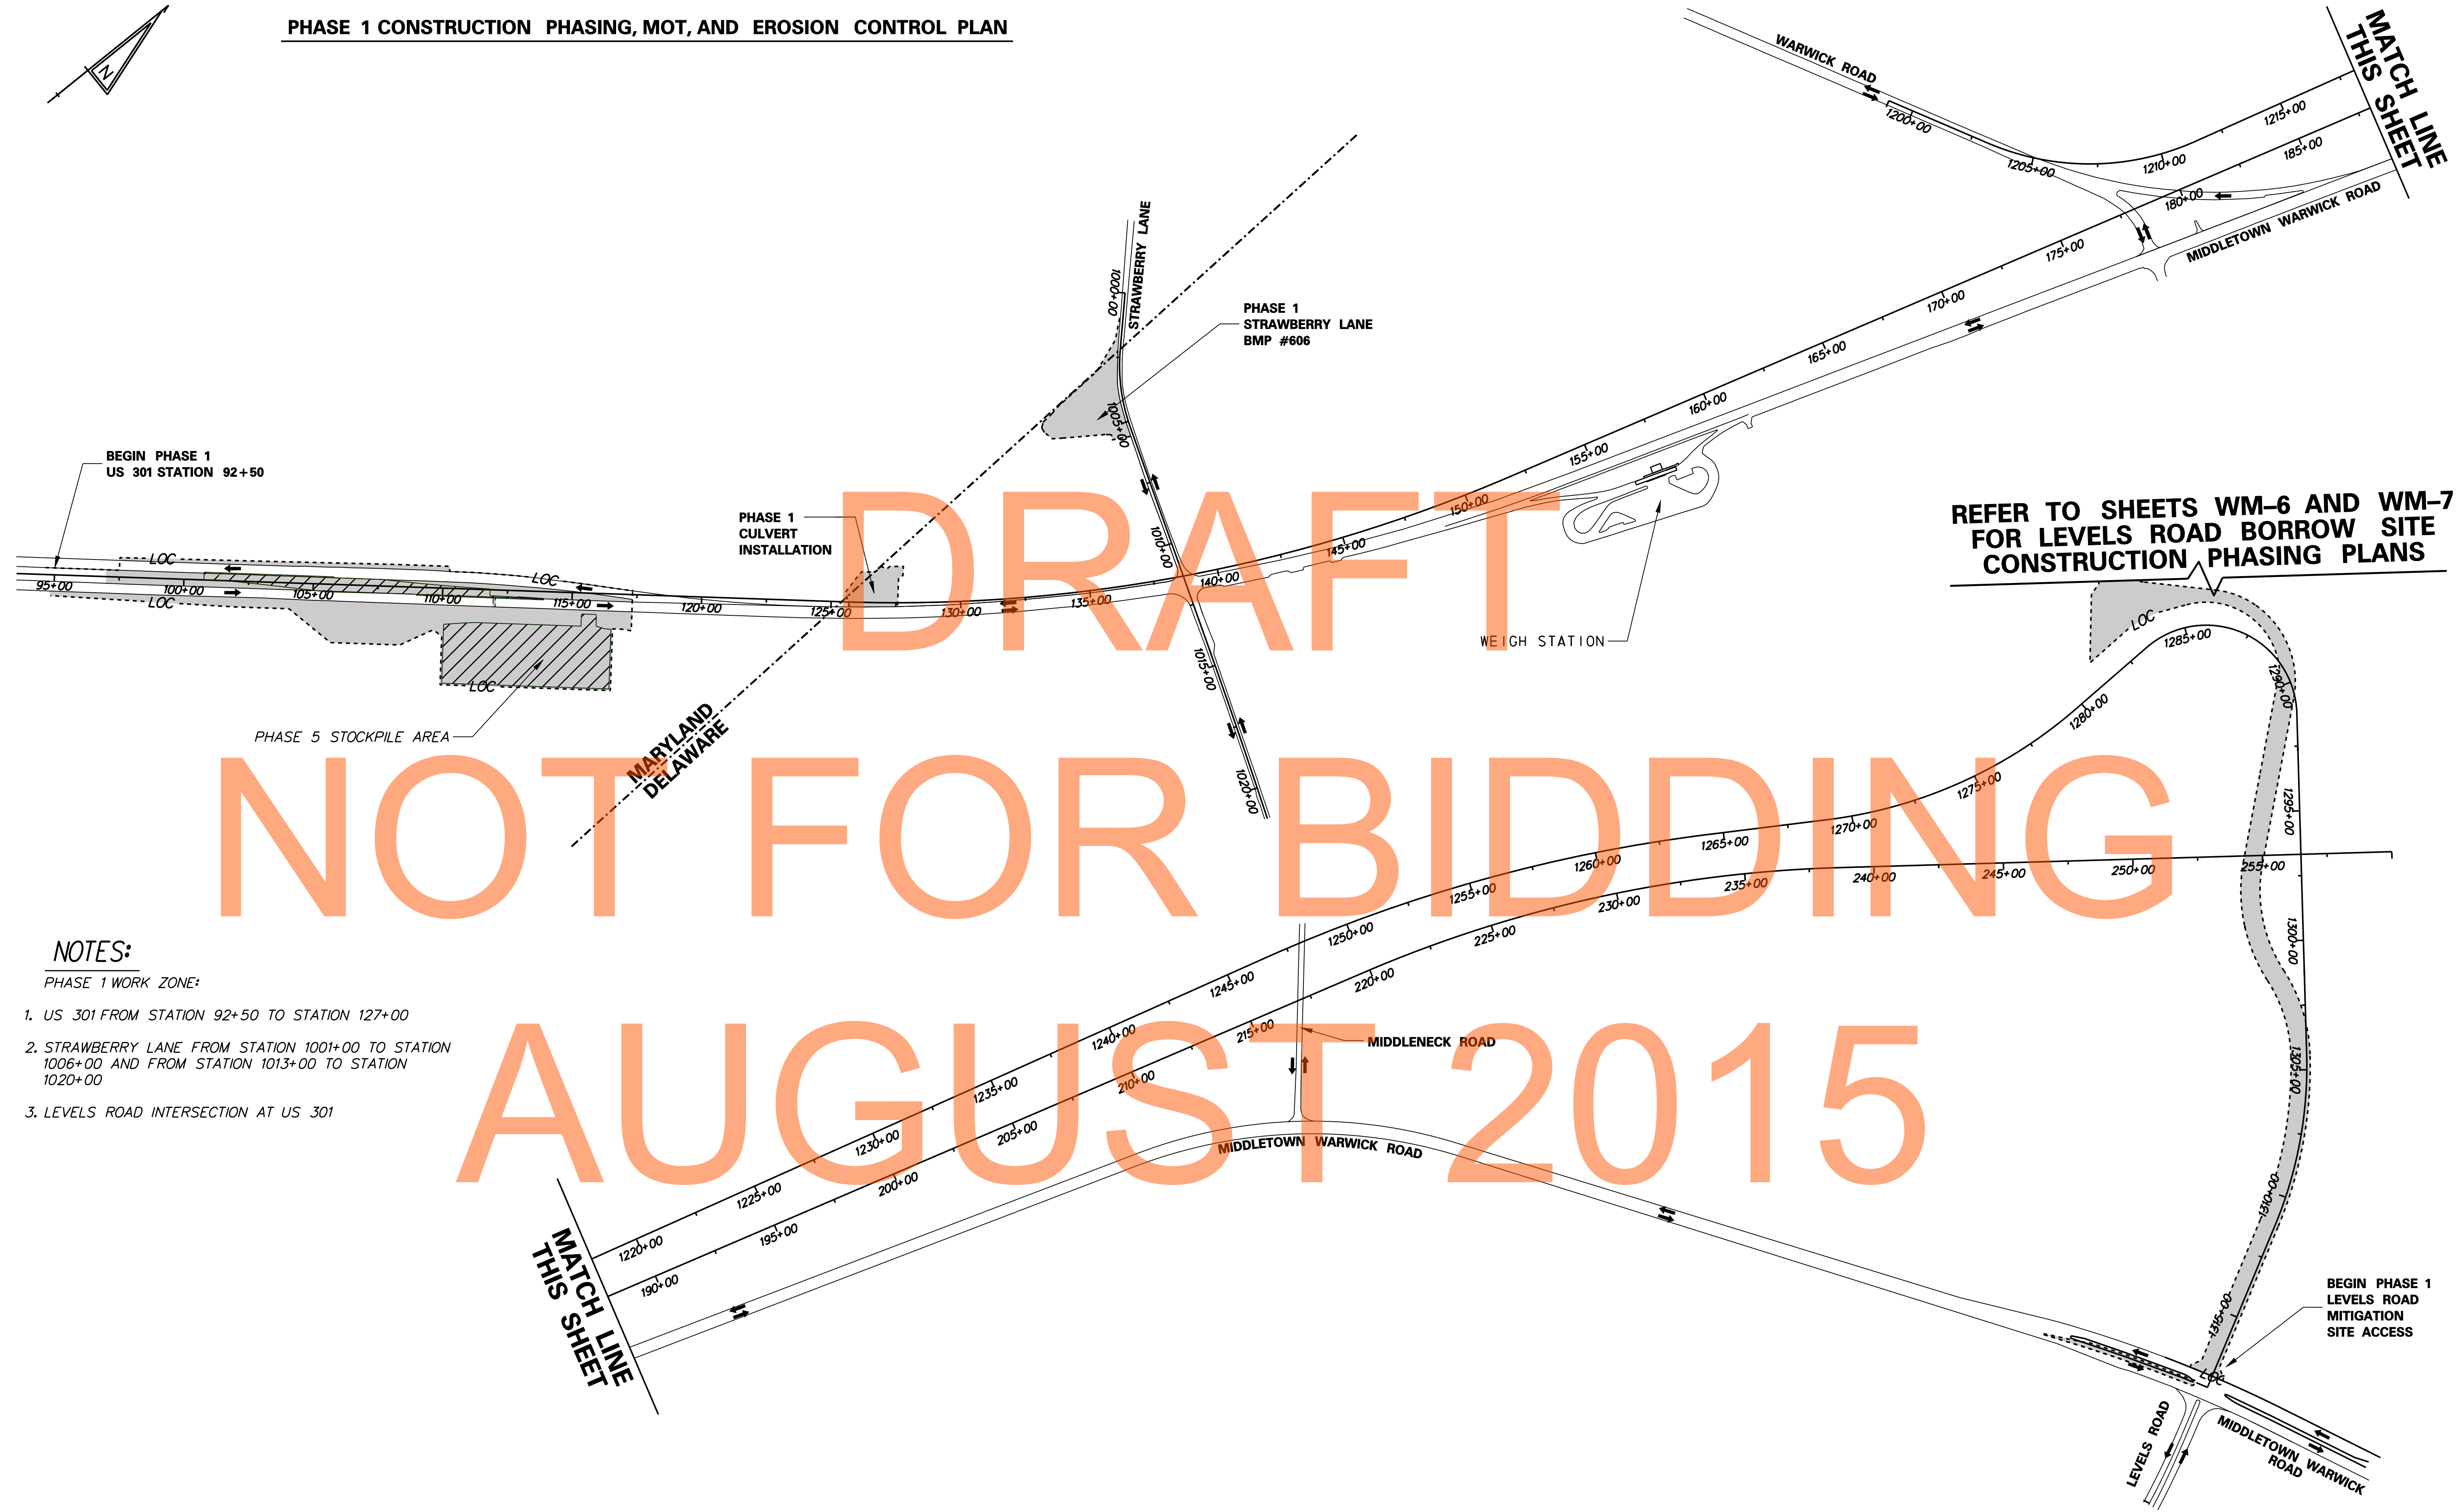 PHASE 1 CONSTRUCTION PHASING, MOT, AND EROSION CONTROL PLAN
N
WARWICK ROAD
MATCH LINE
THIS SHEET
1200+00
1205+00
1210+00
1215+00
185+00
180+00
175+00
170+00
165+00
160+00
155+00
150+00
145+00
140+00
135+00
130+00
125+00
120+00
115+00
110+00
105+00
100+00
95+00
MIDDLETOWN WARWICK ROAD
STRAWBERRY LANE
1000+00
1005+00
1010+00
1015+00
1020+00
PHASE 1
STRAWBERRY LANE
BMP #606
BEGIN PHASE 1
US 301 STATION 92+50
PHASE 1
CULVERT
INSTALLATION
LOC
LOC
LOC
LOC
PHASE 5 STOCKPILE AREA
MARYLAND
DELAWARE
WEIGH STATION
REFER TO SHEETS WM-6 AND WM-7
FOR LEVELS ROAD BORROW SITE
CONSTRUCTION PHASING PLANS
LOC
DRAFT
NOT FOR BIDDING
AUGUST 2015
NOTES:
PHASE 1 WORK ZONE:
1. US 301 FROM STATION 92+50 TO STATION 127+00
2. STRAWBERRY LANE FROM STATION 1001+00 TO STATION
1006+00 AND FROM STATION 1013+00 TO STATION
1020+00
3. LEVELS ROAD INTERSECTION AT US 301
MATCH LINE
THIS SHEET
1220+00
1225+00
1230+00
1235+00
1240+00
1245+00
1250+00
1255+00
1260+00
1265+00
1270+00
1275+00
1280+00
1285+00
1290+00
1295+00
1300+00
1305+00
1310+00
1315+00
190+00
195+00
200+00
205+00
210+00
215+00
220+00
225+00
230+00
235+00
240+00
245+00
250+00
255+00
MIDDLENECK ROAD
MIDDLETOWN WARWICK ROAD
BEGIN PHASE 1
LEVELS ROAD
MITIGATION
SITE ACCESS
LOC
LEVELS ROAD
MIDDLETOWN WARWICK
ROAD